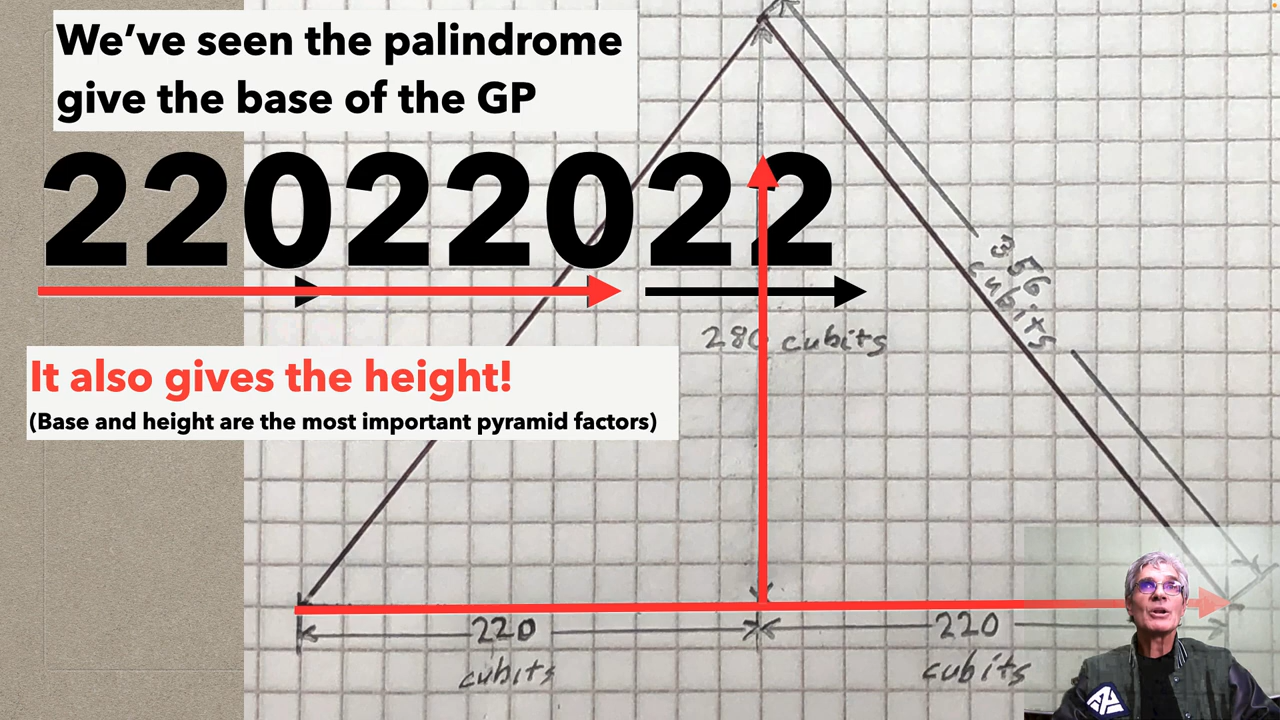 We've seen the palindrome
give the base of the GP
22022022
356
cubits
280 cubits
It also gives the height!
(Base and height are the most important pyramid factors)
220
cubits
220
cubits